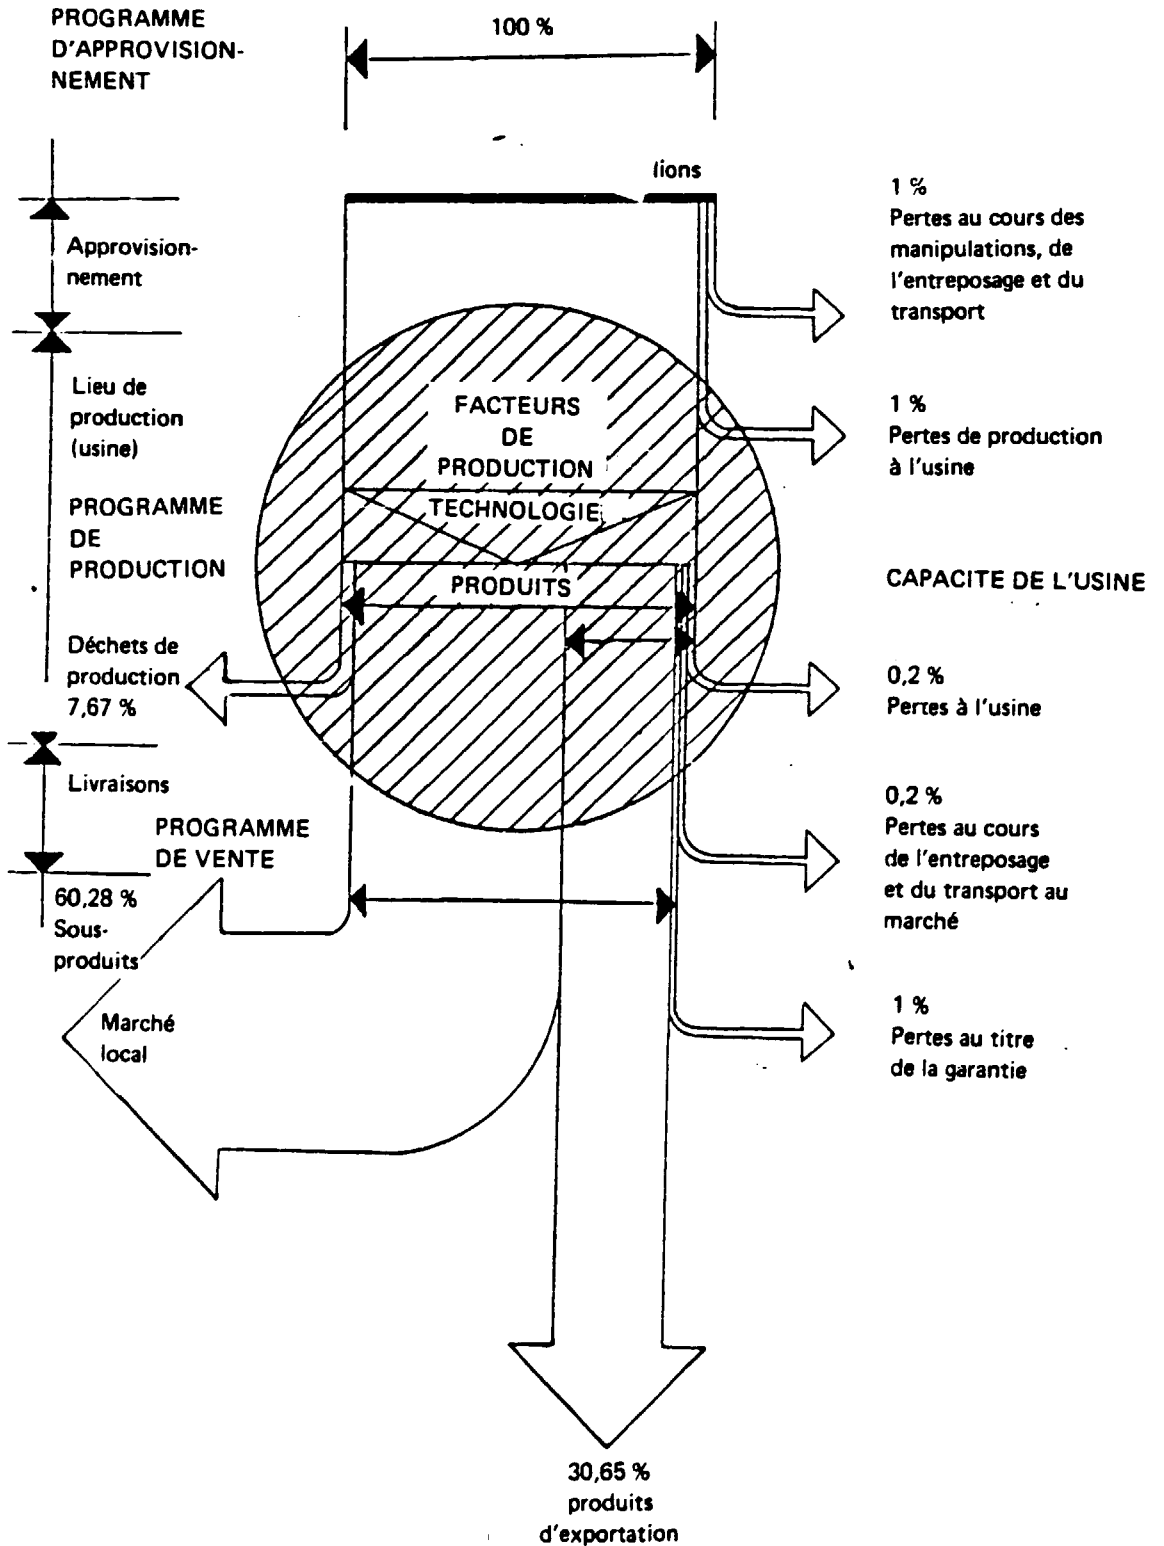 PROGRAMME
D'APPROVISION-
NEMENT
100 %
lions
Approvision-
nement
1 %
Pertes au cours des
manipulations, de
l'entreposage et du
transport
Lieu de
production
(usine)
FACTEURS
DE
PRODUCTION
TECHNOLOGIE
1 %
Pertes de production
à l'usine
PROGRAMME
DE
PRODUCTION
PRODUITS
CAPACITE DE L'USINE
Déchets de
production
7,67 %
0,2 %
Pertes à l'usine
Livraisons
PROGRAMME
DE VENTE
0,2 %
Pertes au cours
de l'entreposage
et du transport au
marché
60,28 %
Sous-
produits
Marché
local
1 %
Pertes au titre
de la garantie
30,65 %
produits
d'exportation